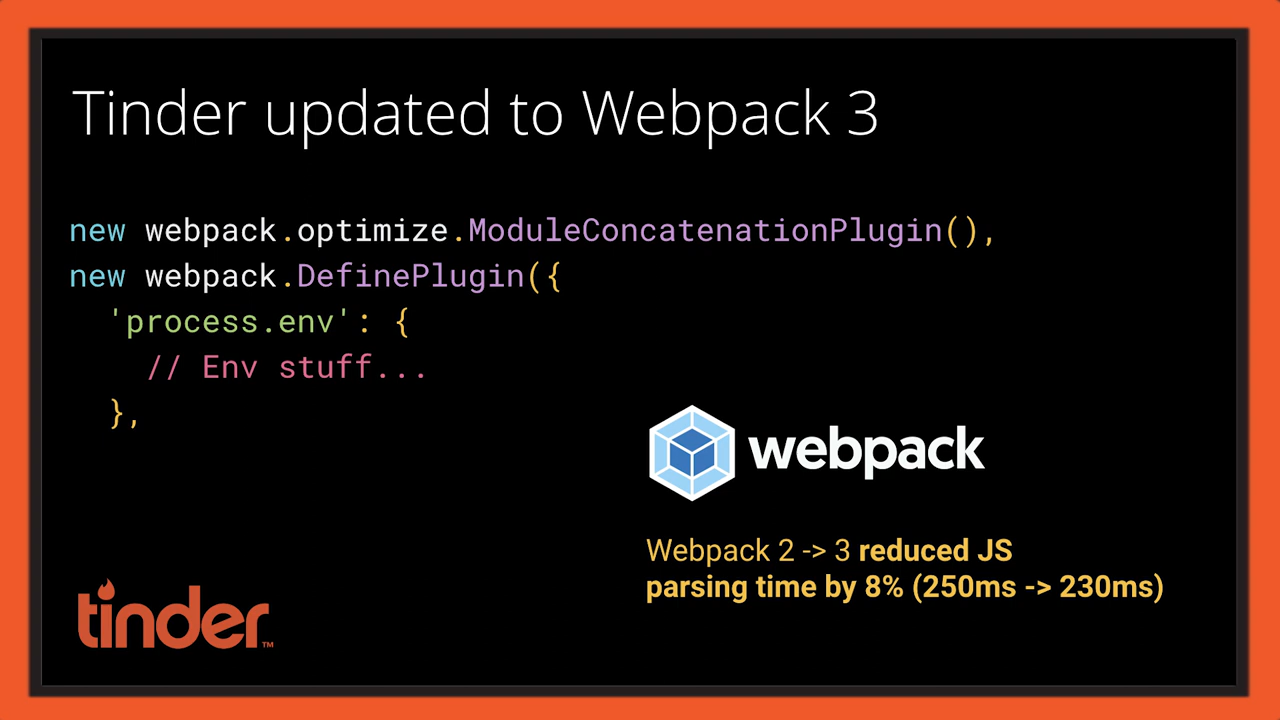 Tinder updated to Webpack 3
new webpack.optimize.ModuleConcatenationPlugin(),
new webpack.DefinePlugin({
'process.env': {
// Env stuff...
},
webpack
Webpack 2 -> 3 reduced JS
parsing time by 8% (250ms -> 230ms)
tinder™